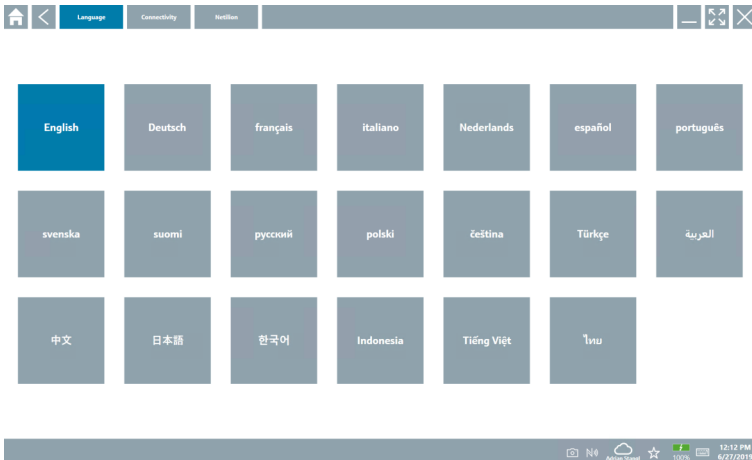 Language Connectivity Netilion
English Deutsch français italiano Nederlands español português
svenska suomi русский polski čeština Türkçe العربية
中文 日本語 한국어 Indonesia Tiếng Việt ไทย
12:12 PM
100% 6/27/2019